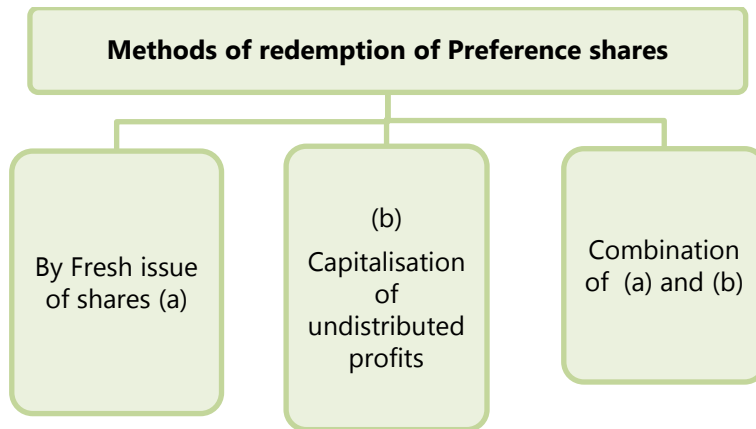 Methods of redemption of Preference shares
By Fresh issue
of shares (a)
(b)
Capitalisation
of
undistributed
profits
Combination
of (a) and (b)